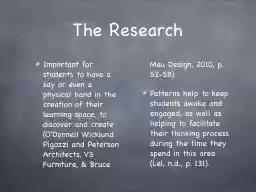 The Research
Important for
students to have a
say or even a
physical hand in the
creation of their
learning space, to
discover and create
(O'Donnell Wicklund
Pigozzi and Peterson
Architects, VS
Furniture, & Bruce
Mau Design, 2010, p.
52-58).
Patterns help to keep
students awake and
engaged, as well as
helping to facilitate
their thinking process
during the time they
spend in this area
(Lei, n.d., p. 131).